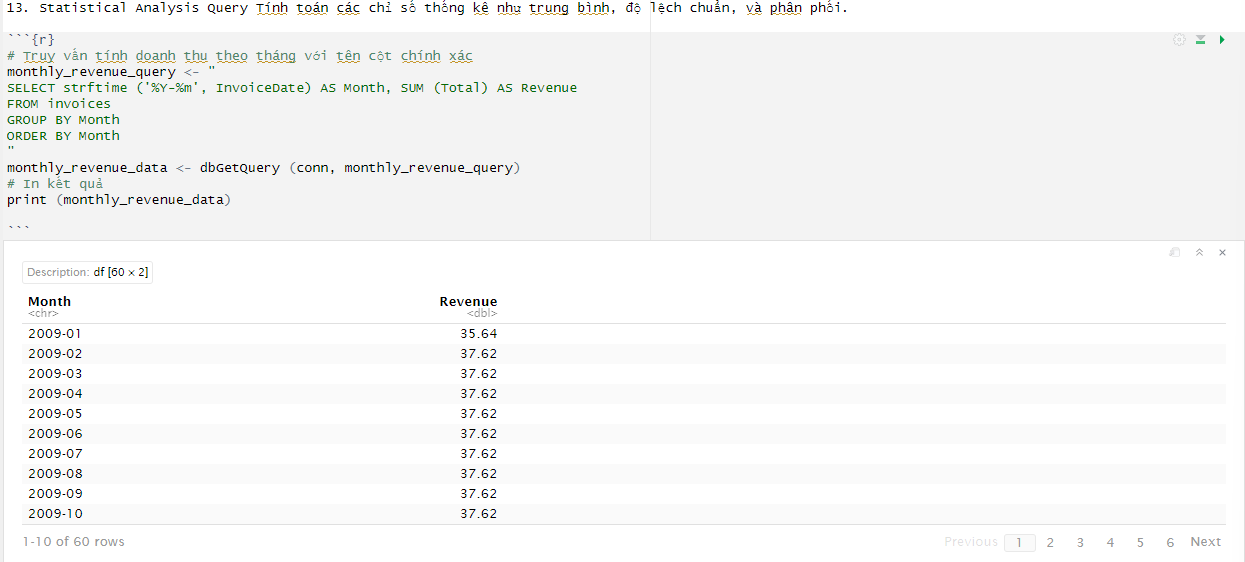 13. Statistical Analysis Query Tính toán các chỉ số thống kê như trung bình, độ lệch chuẩn, và phân phối.
```{r}
# Truy vấn tính doanh thu theo tháng với tên cột chính xác
monthly_revenue_query <- "
SELECT strftime ('%Y-%m', InvoiceDate) AS Month, SUM (Total) AS Revenue
FROM invoices
GROUP BY Month
ORDER BY Month
"
monthly_revenue_data <- dbGetQuery (conn, monthly_revenue_query)
# In kết quả
print (monthly_revenue_data)
```
Description: df [60 × 2]
Month Revenue
<chr> <dbl>
2009-01 35.64
2009-02 37.62
2009-03 37.62
2009-04 37.62
2009-05 37.62
2009-06 37.62
2009-07 37.62
2009-08 37.62
2009-09 37.62
2009-10 37.62
1-10 of 60 rows Previous 1 2 3 4 5 6 Next